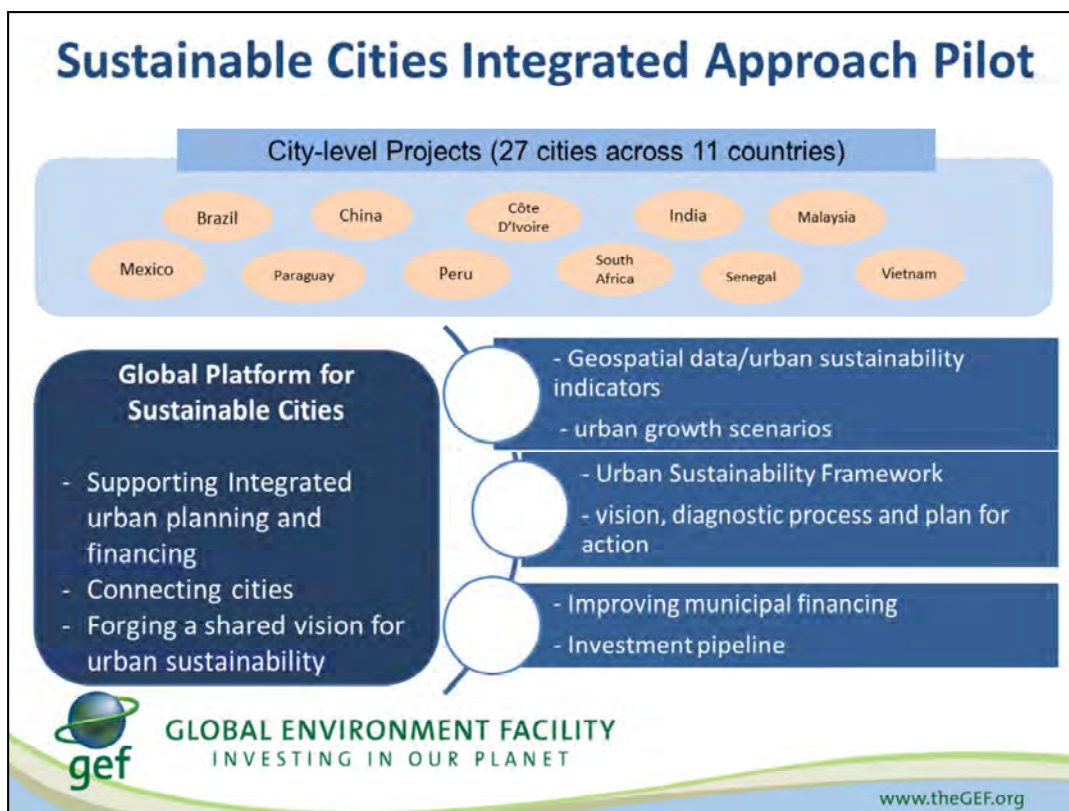 Sustainable Cities Integrated Approach Pilot
City-level Projects (27 cities across 11 countries)
Brazil
China
Côte
D'Ivoire
India
Malaysia
Mexico
Paraguay
Peru
South
Africa
Senegal
Vietnam
Global Platform for
Sustainable Cities
- Supporting Integrated
urban planning and
financing
- Connecting cities
- Forging a shared vision for
urban sustainability
- Geospatial data/urban sustainability
indicators
- urban growth scenarios
- Urban Sustainability Framework
- vision, diagnostic process and plan for
action
- Improving municipal financing
- Investment pipeline
gef
GLOBAL ENVIRONMENT FACILITY
INVESTING IN OUR PLANET
www.theGEF.org